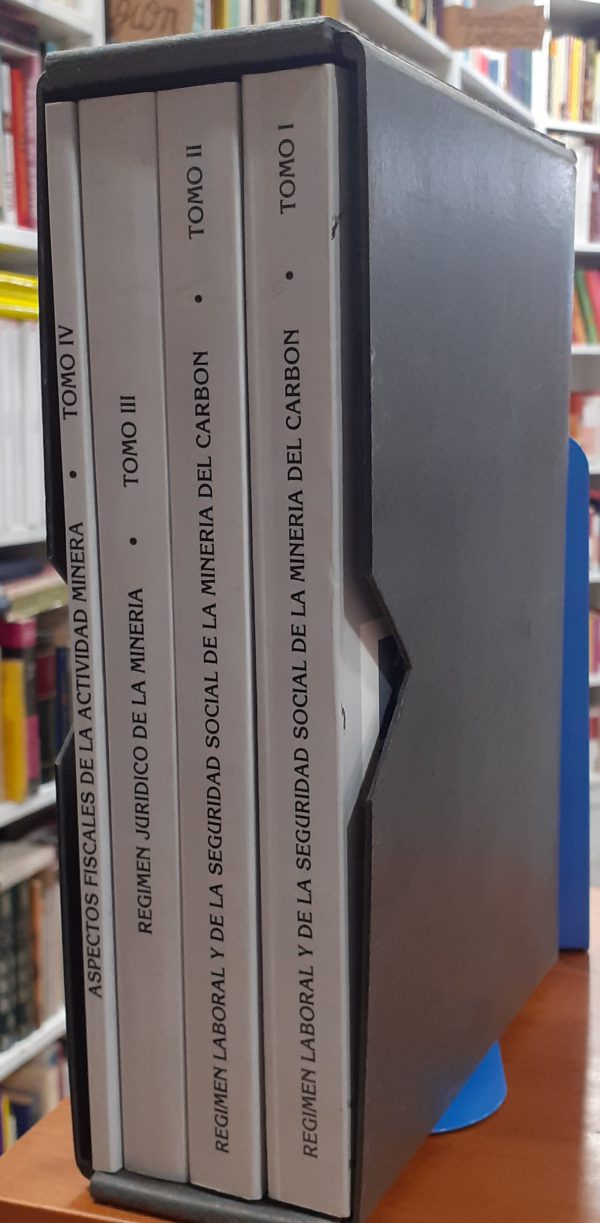 ASPECTOS FISCALES DE LA ACTIVIDAD MINERA • TOMO IV
REGIMEN JURIDICO DE LA MINERIA • TOMO III
REGIMEN LABORAL Y DE LA SEGURIDAD SOCIAL DE LA MINERIA DEL CARBON • TOMO II
REGIMEN LABORAL Y DE LA SEGURIDAD SOCIAL DE LA MINERIA DEL CARBON • TOMO I